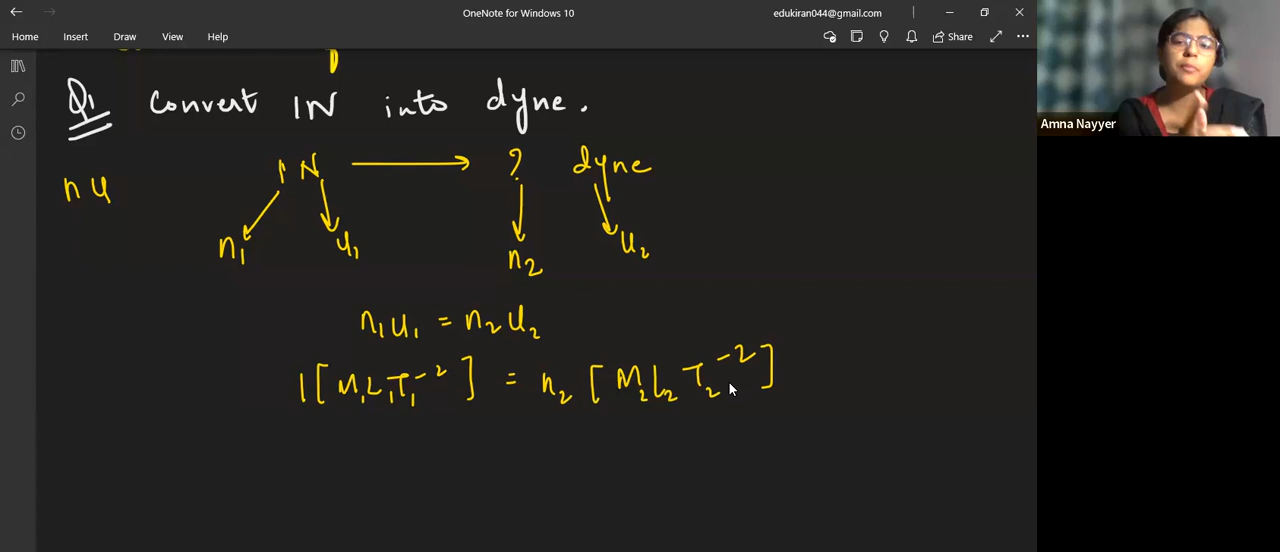 OneNote for Windows 10
edukiran044@gmail.com
Home Insert Draw View Help
Share
Amna Nayyer
Q1 Convert 1N into dyne.
1 N ? dyne
n u
n₁ u₁ n₂ u₂
n₁u₁ = n₂u₂
1[M₁L₁T₁⁻²] = n₂[M₂L₂T₂⁻²]